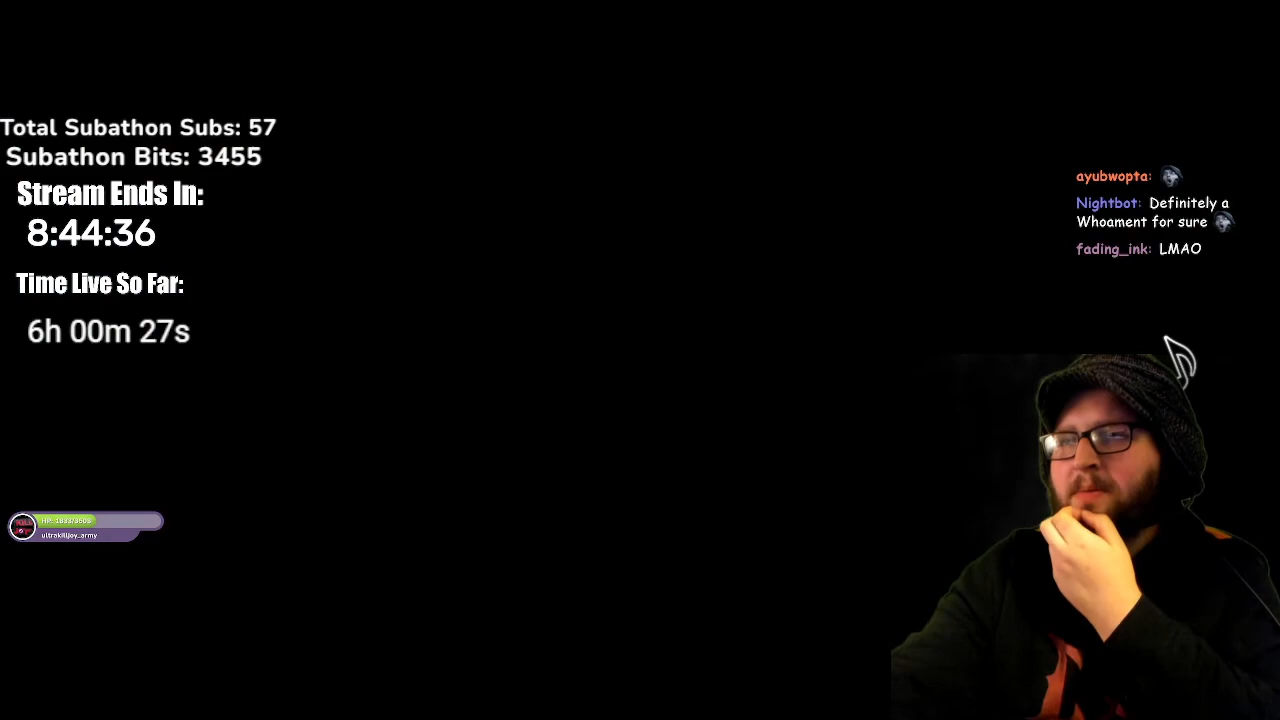 Total Subathon Subs: 57
Subathon Bits: 3455
Stream Ends In:
8:44:36
Time Live So Far:
6h 00m 27s
ayubwopta:
Nightbot: Definitely a
Whoament for sure
fading_ink: LMAO
ultrakilljoy_army